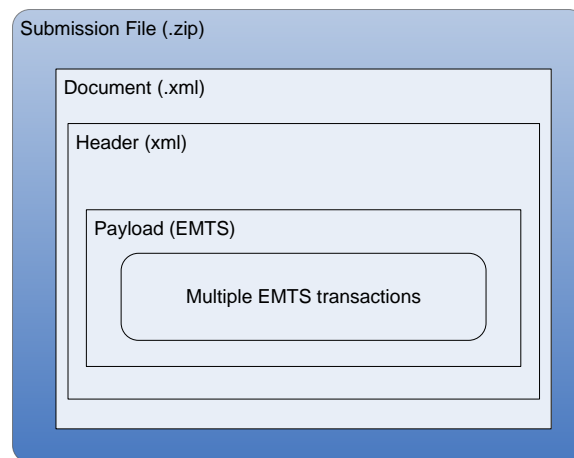 Submission File (.zip)
Document (.xml)
Header (xml)
Payload (EMTS)
Multiple EMTS transactions